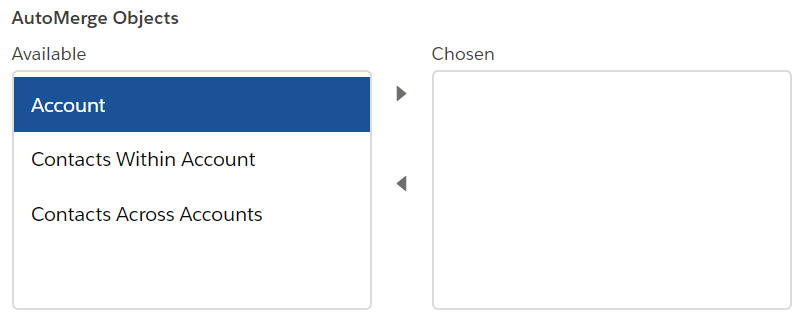 AutoMerge Objects
Available
Chosen
Account
Contacts Within Account
Contacts Across Accounts